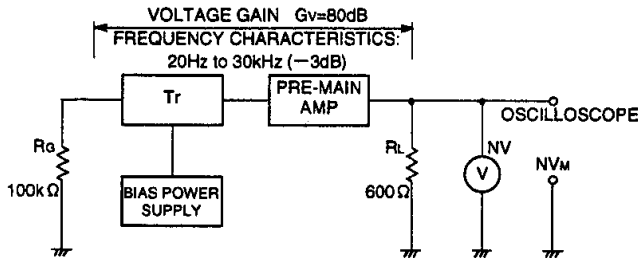 VOLTAGE GAIN Gv=80dB
FREQUENCY CHARACTERISTICS:
20Hz to 30kHz (−3dB)
Tr
PRE-MAIN
AMP
OSCILLOSCOPE
RG
100kΩ
BIAS POWER
SUPPLY
RL
600Ω
NV
V
NVM